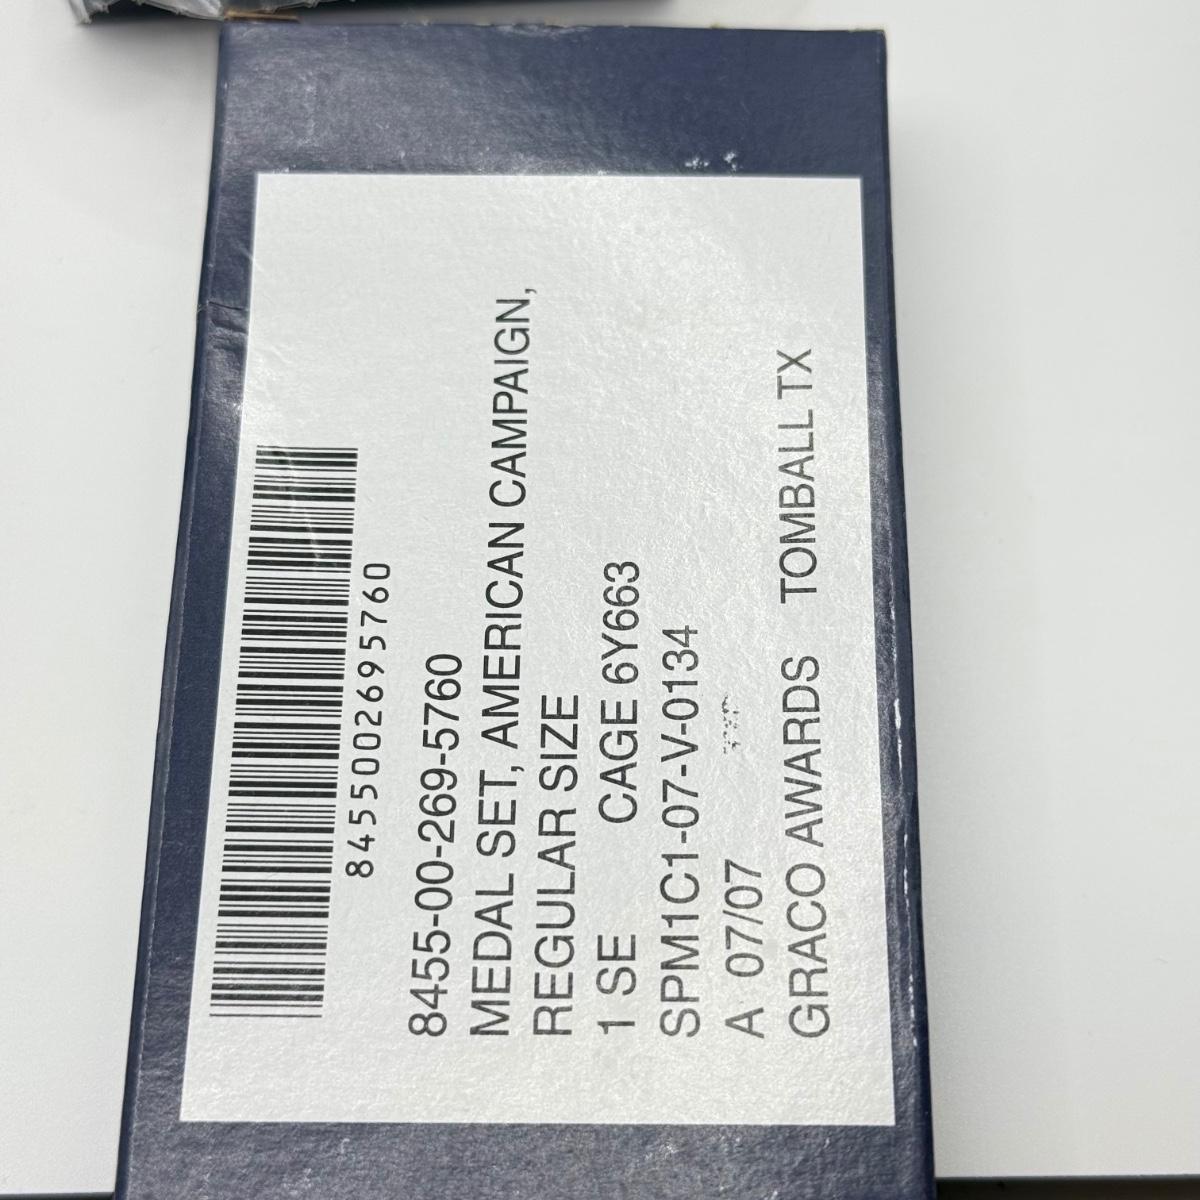 8455002695760
8455-00-269-5760
MEDAL SET, AMERICAN CAMPAIGN,
REGULAR SIZE
1 SE CAGE 6Y663
SPM1C1-07-V-0134
A 07/07
GRACO AWARDS TOMBALL TX